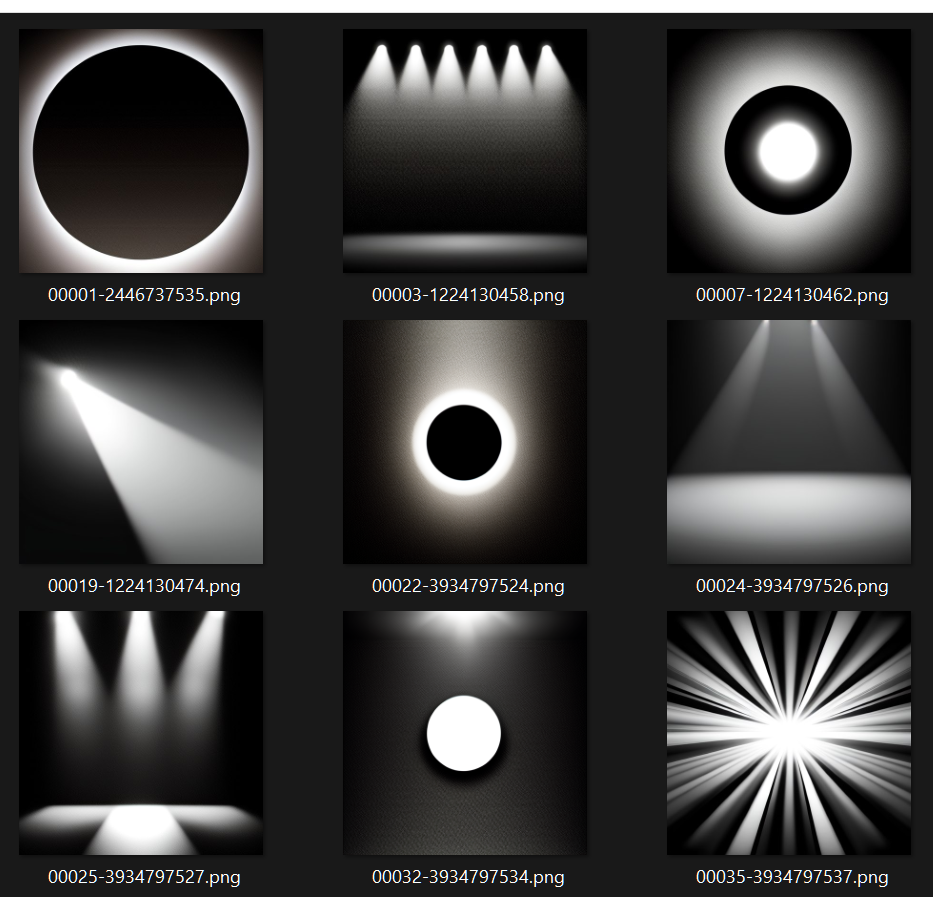 00001-2446737535.png
00003-1224130458.png
00007-1224130462.png
00019-1224130474.png
00022-3934797524.png
00024-3934797526.png
00025-3934797527.png
00032-3934797534.png
00035-3934797537.png